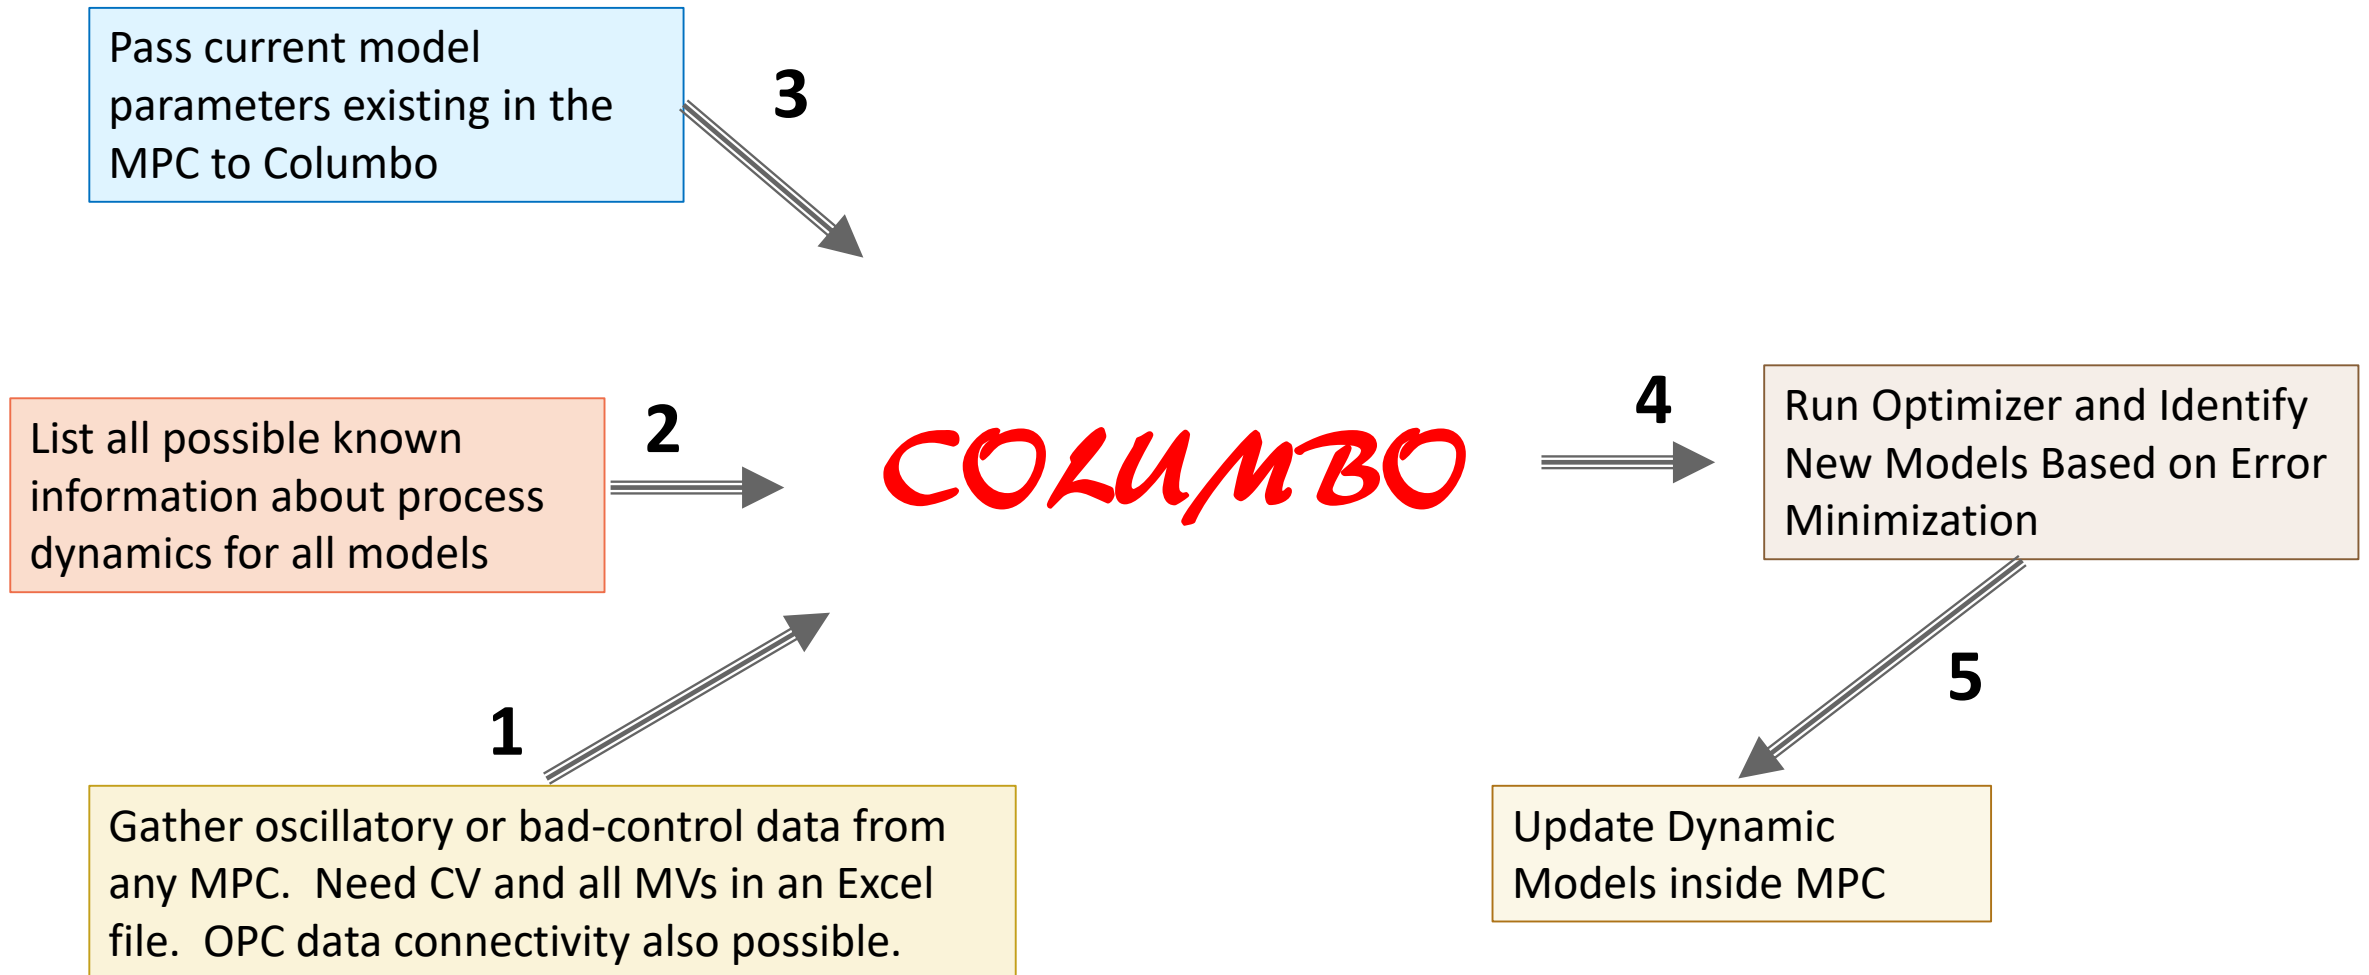 Pass current model
parameters existing in the
MPC to Columbo
3
List all possible known
information about process
dynamics for all models
2
COLUMBO
4
Run Optimizer and Identify
New Models Based on Error
Minimization
1
5
Gather oscillatory or bad-control data from
any MPC.  Need CV and all MVs in an Excel
file.  OPC data connectivity also possible.
Update Dynamic
Models inside MPC